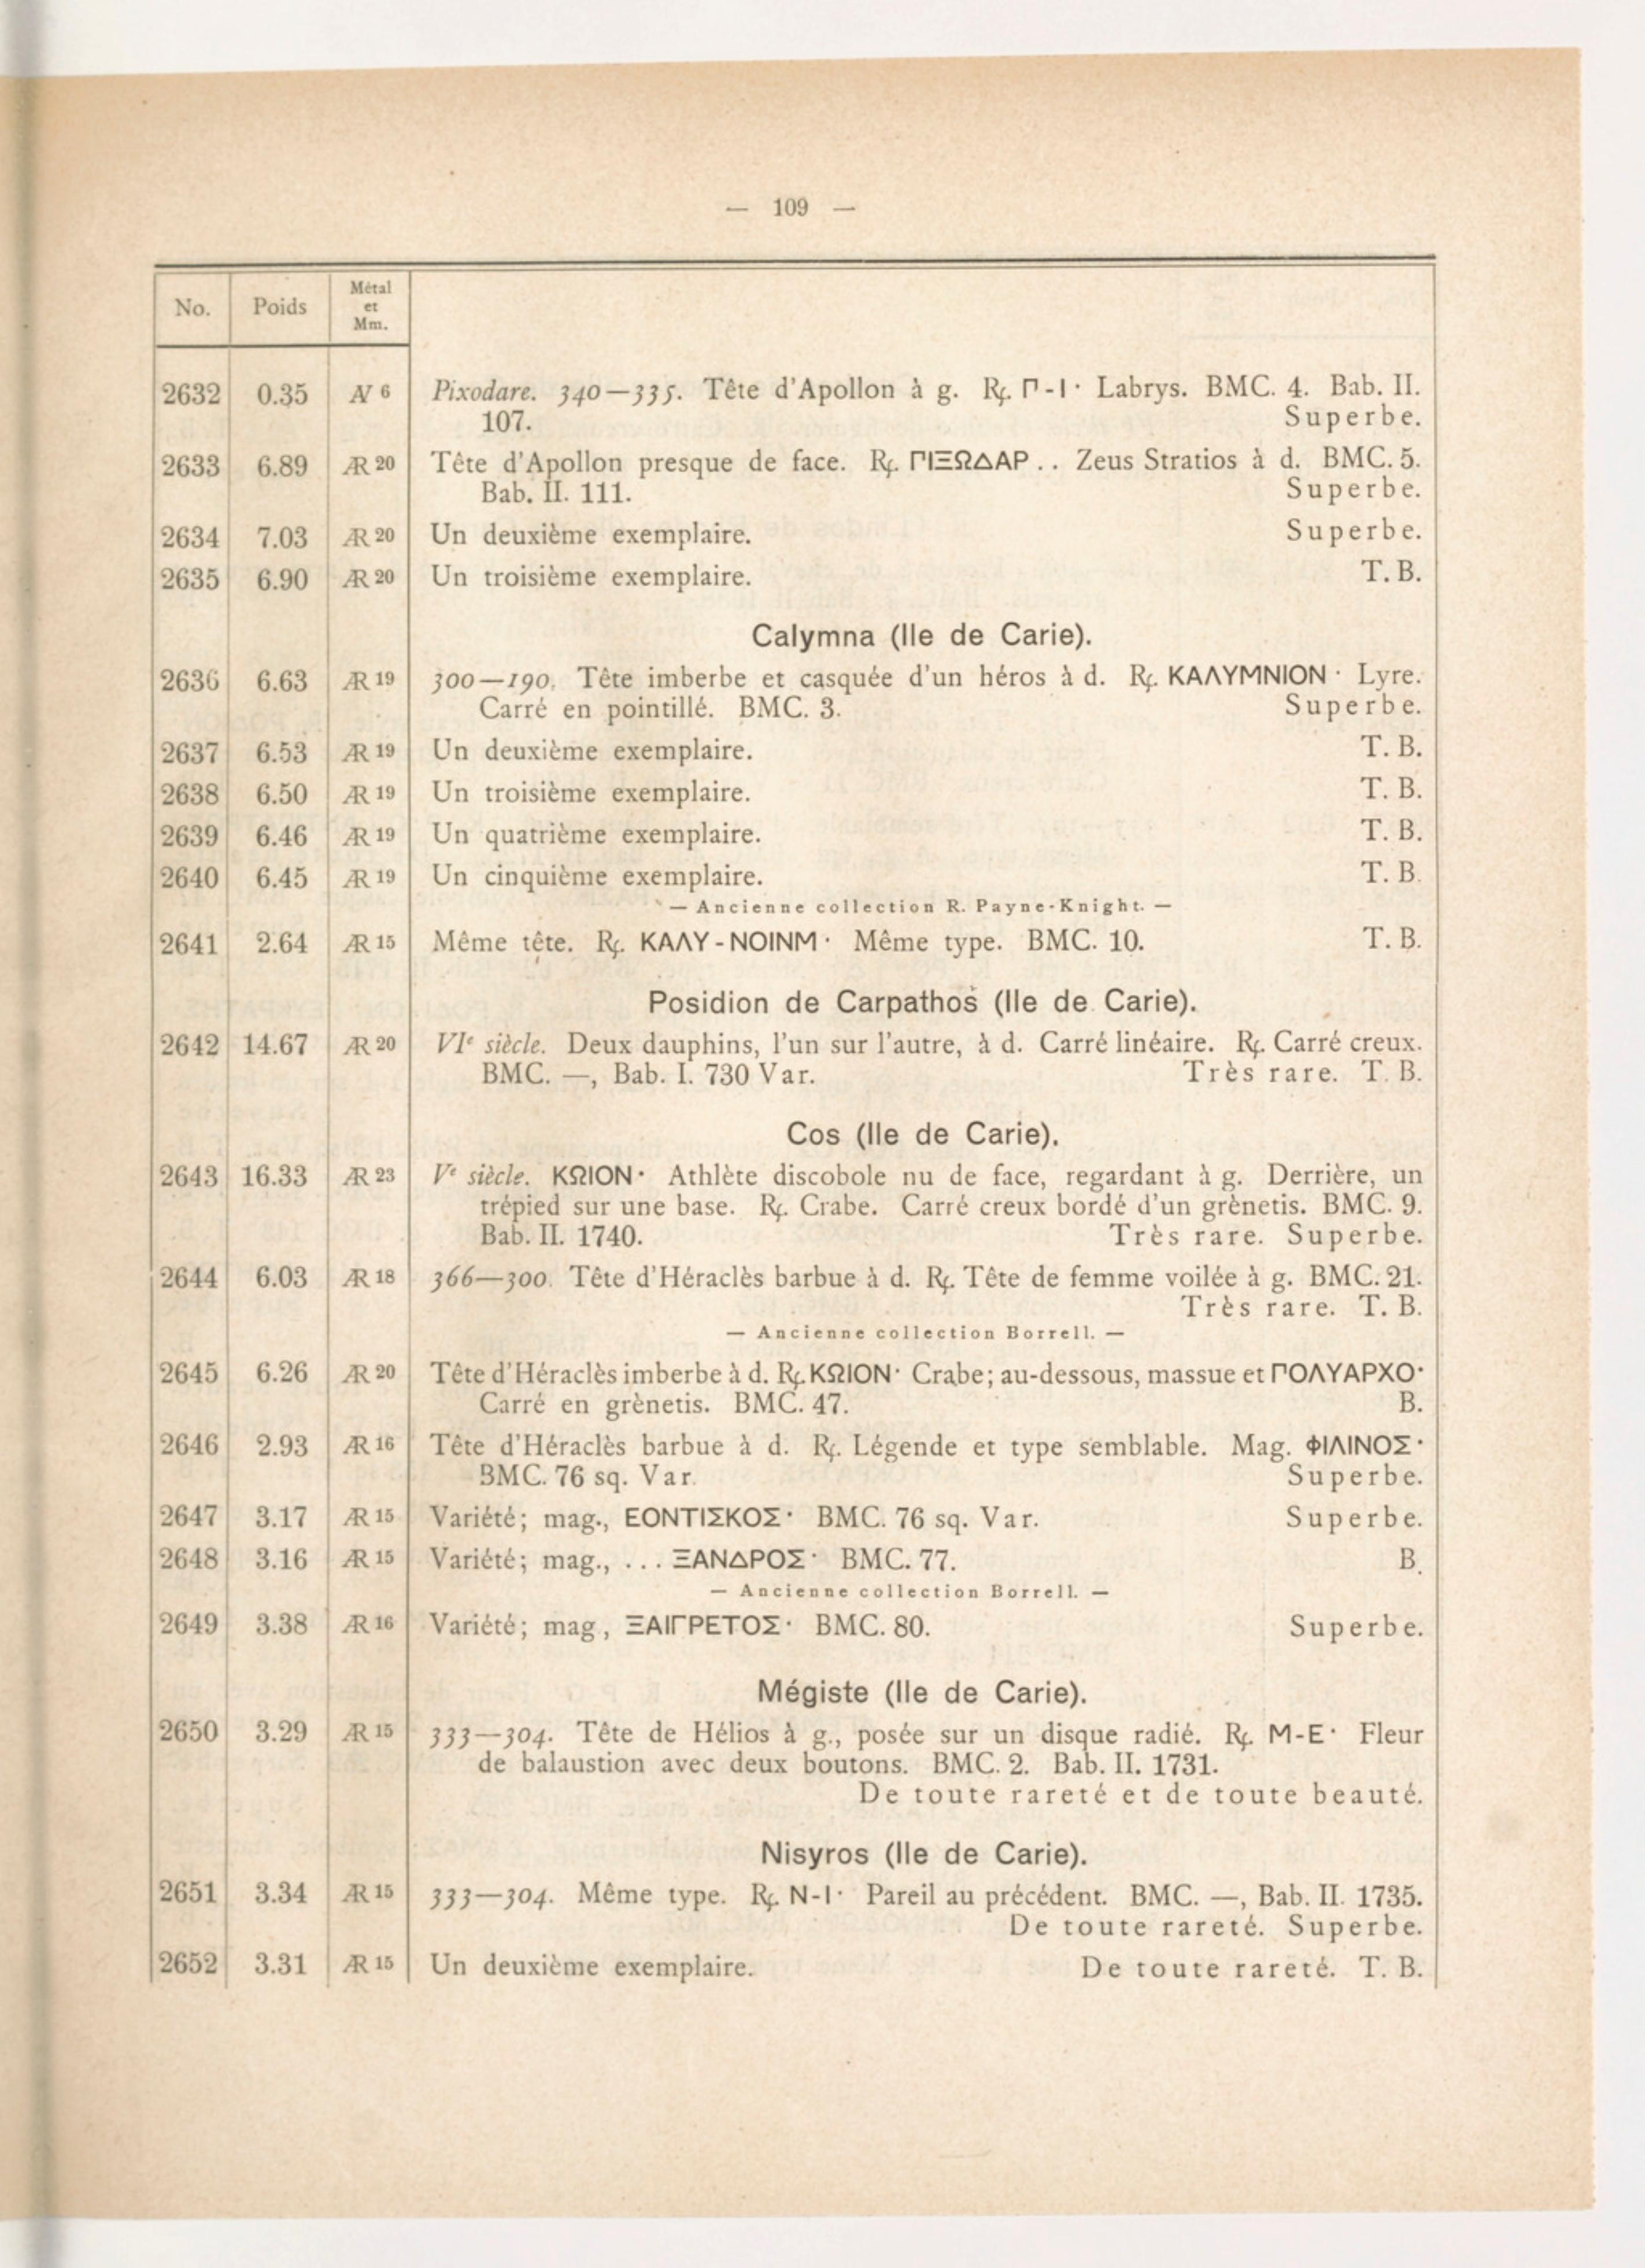 — 109 —
No. Poids Métal et Mm.
2632 0.35 AV 6 Pixodare. 340—335. Tête d'Apollon à g. R̸. Π-Ι· Labrys. BMC. 4. Bab. II.
107. Superbe.
2633 6.89 AR 20 Tête d'Apollon presque de face. R̸. ΠΙΞΩΔΑΡ . . Zeus Stratios à d. BMC. 5.
Bab. II. 111. Superbe.
2634 7.03 AR 20 Un deuxième exemplaire. Superbe.
2635 6.90 AR 20 Un troisième exemplaire. T. B.
Calymna (Ile de Carie).
2636 6.63 AR 19 300—190. Tête imberbe et casquée d'un héros à d. R̸. ΚΑΛΥΜΝΙΟΝ · Lyre.
Carré en pointillé. BMC. 3. Superbe.
2637 6.53 AR 19 Un deuxième exemplaire. T. B.
2638 6.50 AR 19 Un troisième exemplaire. T. B.
2639 6.46 AR 19 Un quatrième exemplaire. T. B.
2640 6.45 AR 19 Un cinquième exemplaire. T. B.
— Ancienne collection R. Payne-Knight. —
2641 2.64 AR 15 Même tête. R̸. ΚΑΛΥ-ΝΟΙΝΜ · Même type. BMC. 10. T. B.
Posidion de Carpathos (Ile de Carie).
2642 14.67 AR 20 VIe siècle. Deux dauphins, l'un sur l'autre, à d. Carré linéaire. R̸. Carré creux.
BMC. —, Bab. I. 730 Var. Très rare. T. B.
Cos (Ile de Carie).
2643 16.33 AR 23 Ve siècle. ΚΩΙΟΝ · Athlète discobole nu de face, regardant à g. Derrière, un
trépied sur une base. R̸. Crabe. Carré creux bordé d'un grènetis. BMC. 9.
Bab. II. 1740. Très rare. Superbe.
2644 6.03 AR 18 366—300. Tête d'Héraclès barbue à d. R̸. Tête de femme voilée à g. BMC. 21.
Très rare. T. B.
— Ancienne collection Borrell. —
2645 6.26 AR 20 Tête d'Héraclès imberbe à d. R̸. ΚΩΙΟΝ · Crabe; au-dessous, massue et ΠΟΛΥΑΡΧΟ·
Carré en grènetis. BMC. 47. B.
2646 2.93 AR 16 Tête d'Héraclès barbue à d. R̸. Légende et type semblable. Mag. ΦΙΛΙΝΟΣ ·
BMC. 76 sq. Var. Superbe.
2647 3.17 AR 15 Variété; mag., ΕΟΝΤΙΣΚΟΣ · BMC. 76 sq. Var. Superbe.
2648 3.16 AR 15 Variété; mag., . . . ΞΑΝΔΡΟΣ · BMC. 77. B.
— Ancienne collection Borrell. —
2649 3.38 AR 16 Variété; mag, ΞΑΙΓΡΕΤΟΣ · BMC. 80. Superbe.
Mégiste (Ile de Carie).
2650 3.29 AR 15 333—304. Tête de Hélios à g., posée sur un disque radié. R̸. Μ-Ε · Fleur
de balaustion avec deux boutons. BMC. 2. Bab. II. 1731.
De toute rareté et de toute beauté.
Nisyros (Ile de Carie).
2651 3.34 AR 15 333—304. Même type. R̸. Ν-Ι · Pareil au précédent. BMC. —, Bab. II. 1735.
De toute rareté. Superbe.
2652 3.31 AR 15 Un deuxième exemplaire. De toute rareté. T. B.